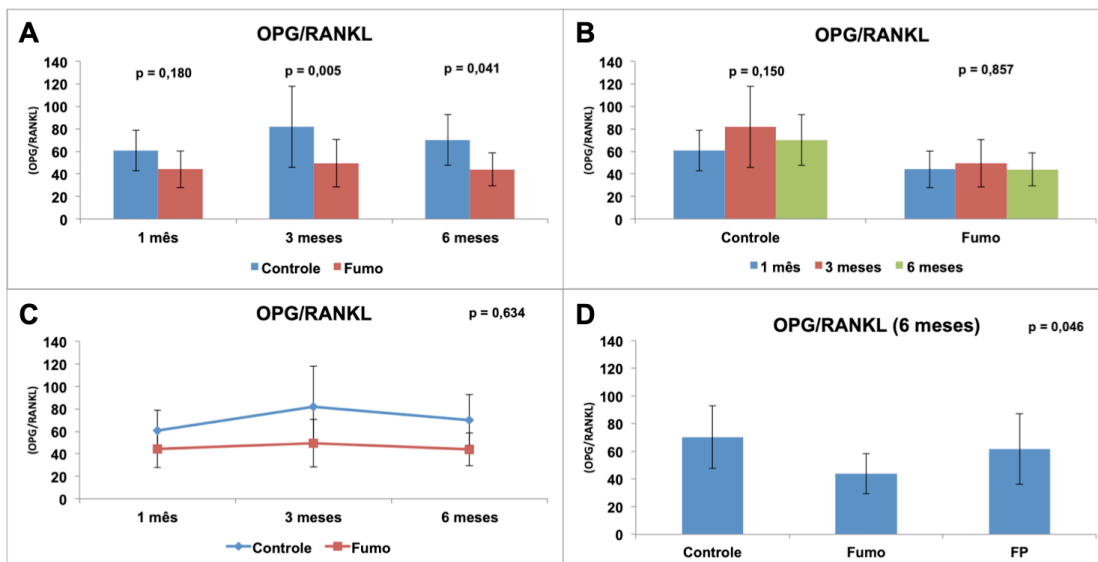 A
OPG/RANKL
p = 0,180
p = 0,005
p = 0,041
(OPG/RANKL)
140
120
100
80
60
40
20
0
1 mês
3 meses
6 meses
Controle
Fumo
B
OPG/RANKL
p = 0,150
p = 0,857
(OPG/RANKL)
140
120
100
80
60
40
20
0
Controle
Fumo
1 mês
3 meses
6 meses
C
OPG/RANKL
p = 0,634
(OPG/RANKL)
140
120
100
80
60
40
20
0
1 mês
3 meses
6 meses
Controle
Fumo
D
OPG/RANKL (6 meses)
p = 0,046
(OPG/RANKL)
140
120
100
80
60
40
20
0
Controle
Fumo
FP